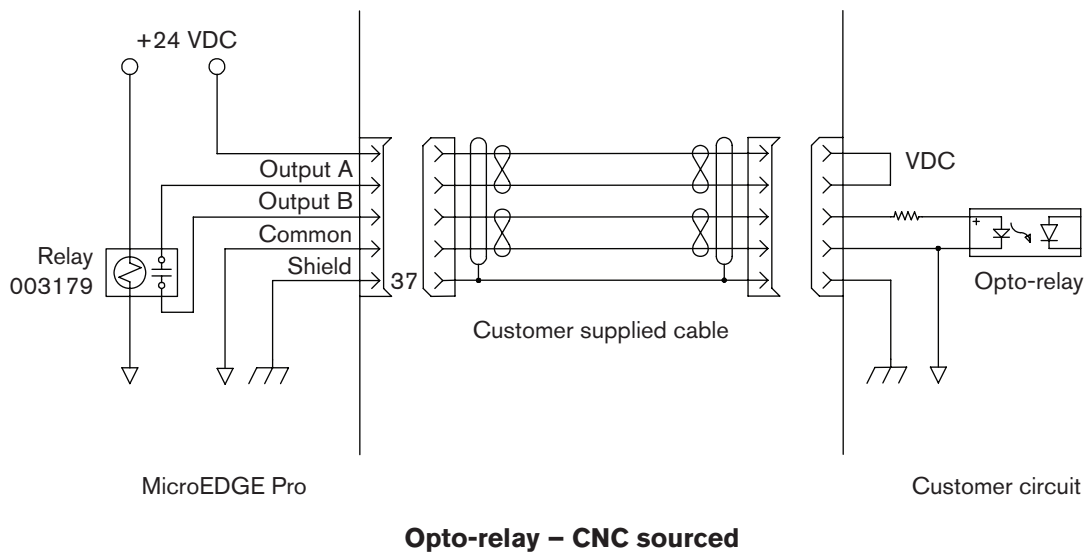 +24 VDC
Output A
Output B
Common
Shield
37
Relay
003179
Customer supplied cable
VDC
+
Opto-relay
MicroEDGE Pro
Customer circuit
Opto-relay – CNC sourced